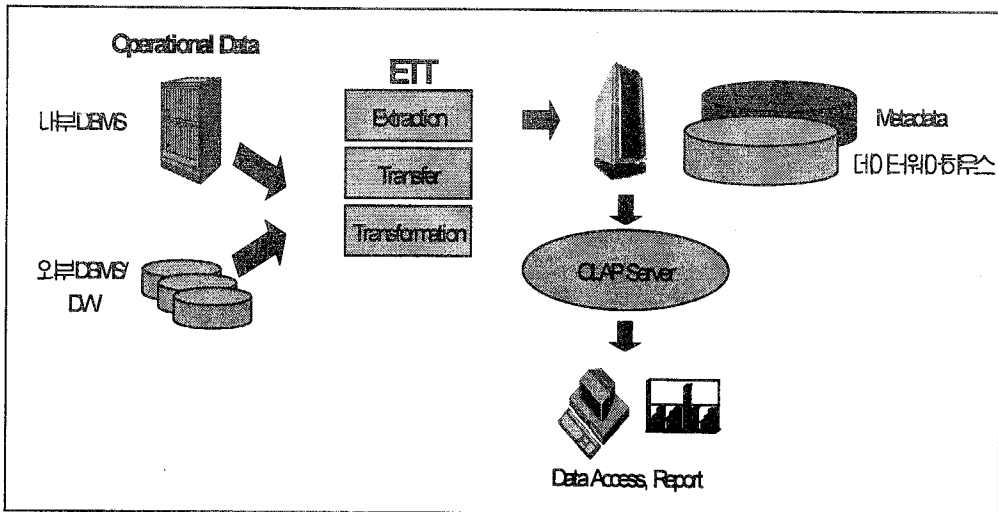 Operational Data
ETT
내부DBMS
Extraction
Metadata
데이터웨어하우스
Transfer
Transformation
외부DBMS/
DW
OLAP Server
Data Access, Report